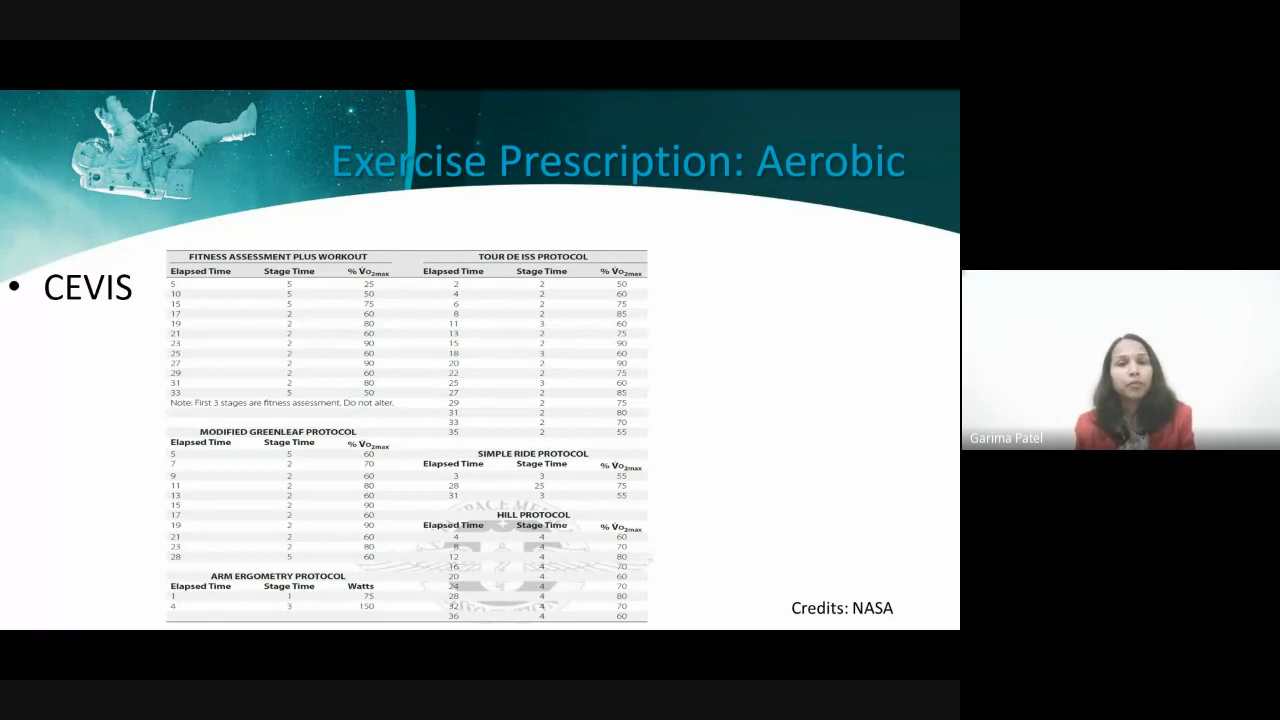 Exercise Prescription: Aerobic
• CEVIS
FITNESS ASSESSMENT PLUS WORKOUT
Elapsed Time Stage Time % V̇O2max
5 5 25
10 5 50
15 5 75
17 2 60
19 2 80
21 2 60
23 2 90
25 2 60
27 2 90
29 2 60
31 2 80
33 5 50
Note: First 3 stages are fitness assessment. Do not alter.
MODIFIED GREENLEAF PROTOCOL
Elapsed Time Stage Time % V̇O2max
5 5 60
7 2 70
9 2 60
11 2 80
13 2 60
15 2 90
17 2 60
19 2 90
21 2 60
23 2 80
28 5 60
ARM ERGOMETRY PROTOCOL
Elapsed Time Stage Time Watts
1 1 75
4 3 150
TOUR DE ISS PROTOCOL
Elapsed Time Stage Time % V̇O2max
2 2 50
4 2 60
6 2 75
8 2 85
11 3 60
13 2 75
15 2 90
18 3 60
20 2 90
22 2 75
25 3 60
27 2 85
29 2 75
31 2 80
33 2 70
35 2 55
SIMPLE RIDE PROTOCOL
Elapsed Time Stage Time % V̇O2max
3 3 55
28 25 75
31 3 55
HILL PROTOCOL
Elapsed Time Stage Time % V̇O2max
4 4 60
8 4 70
12 4 80
16 4 70
20 4 60
24 4 70
28 4 80
32 4 70
36 4 60
Credits: NASA
Garima Patel